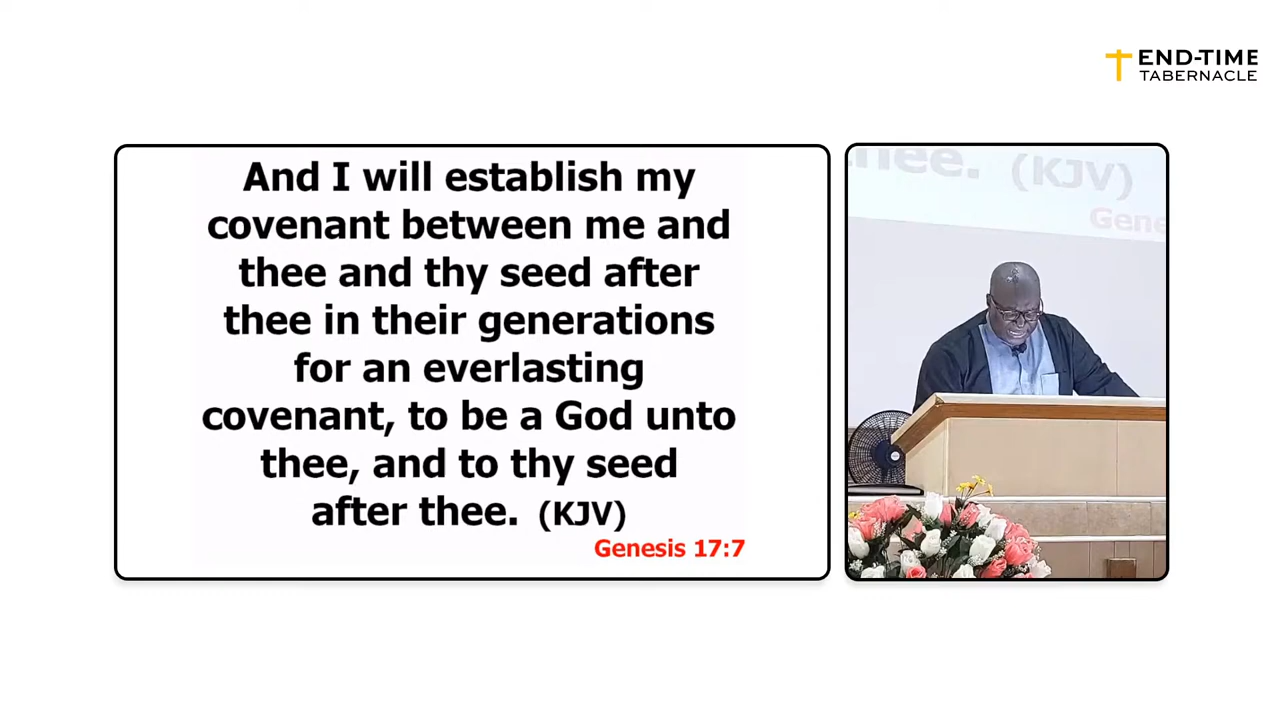 END-TIME
TABERNACLE
And I will establish my
covenant between me and
thee and thy seed after
thee in their generations
for an everlasting
covenant, to be a God unto
thee, and to thy seed
after thee. (KJV)
Genesis 17:7
thee. (KJV)
Gene